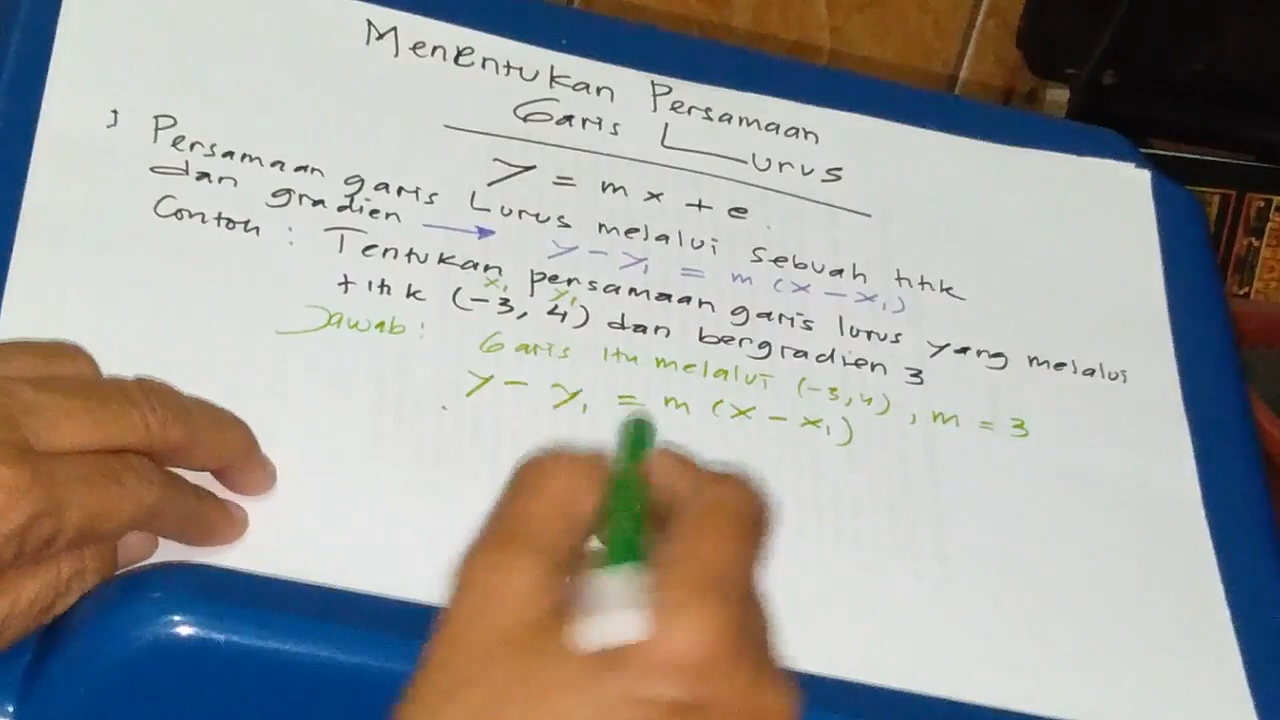 Menentukan Persamaan
Garis Lurus
y = mx + c
1 Persamaan garis Lurus melalui sebuah titik
dan gradien → y - y₁ = m (x - x₁)
Contoh : Tentukan persamaan garis lurus yang melalui
x₁ y₁
titik (-3, 4) dan bergradien 3
Jawab : Garis itu melalui (-3, 4) , m = 3
y - y₁ = m (x - x₁)